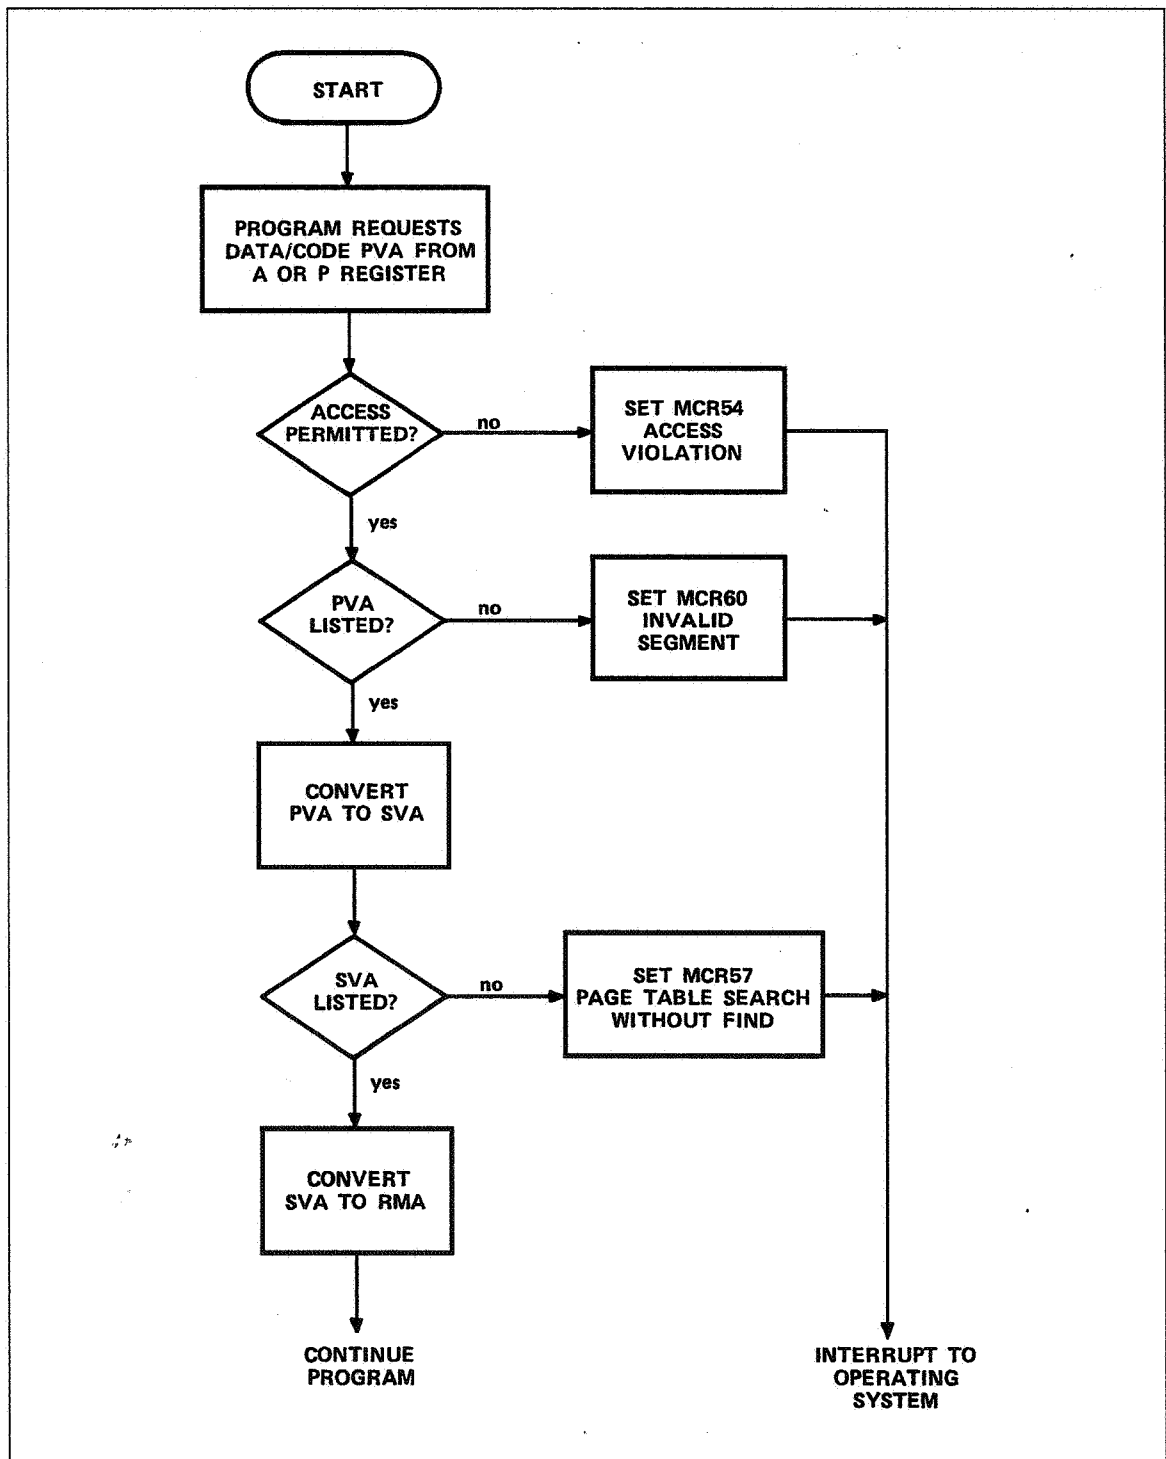 START
PROGRAM REQUESTS
DATA/CODE PVA FROM
A OR P REGISTER
ACCESS
PERMITTED?
no
SET MCR54
ACCESS
VIOLATION
yes
PVA
LISTED?
no
SET MCR60
INVALID
SEGMENT
yes
CONVERT
PVA TO SVA
SVA
LISTED?
no
SET MCR57
PAGE TABLE SEARCH
WITHOUT FIND
yes
CONVERT
SVA TO RMA
CONTINUE
PROGRAM
INTERRUPT TO
OPERATING
SYSTEM